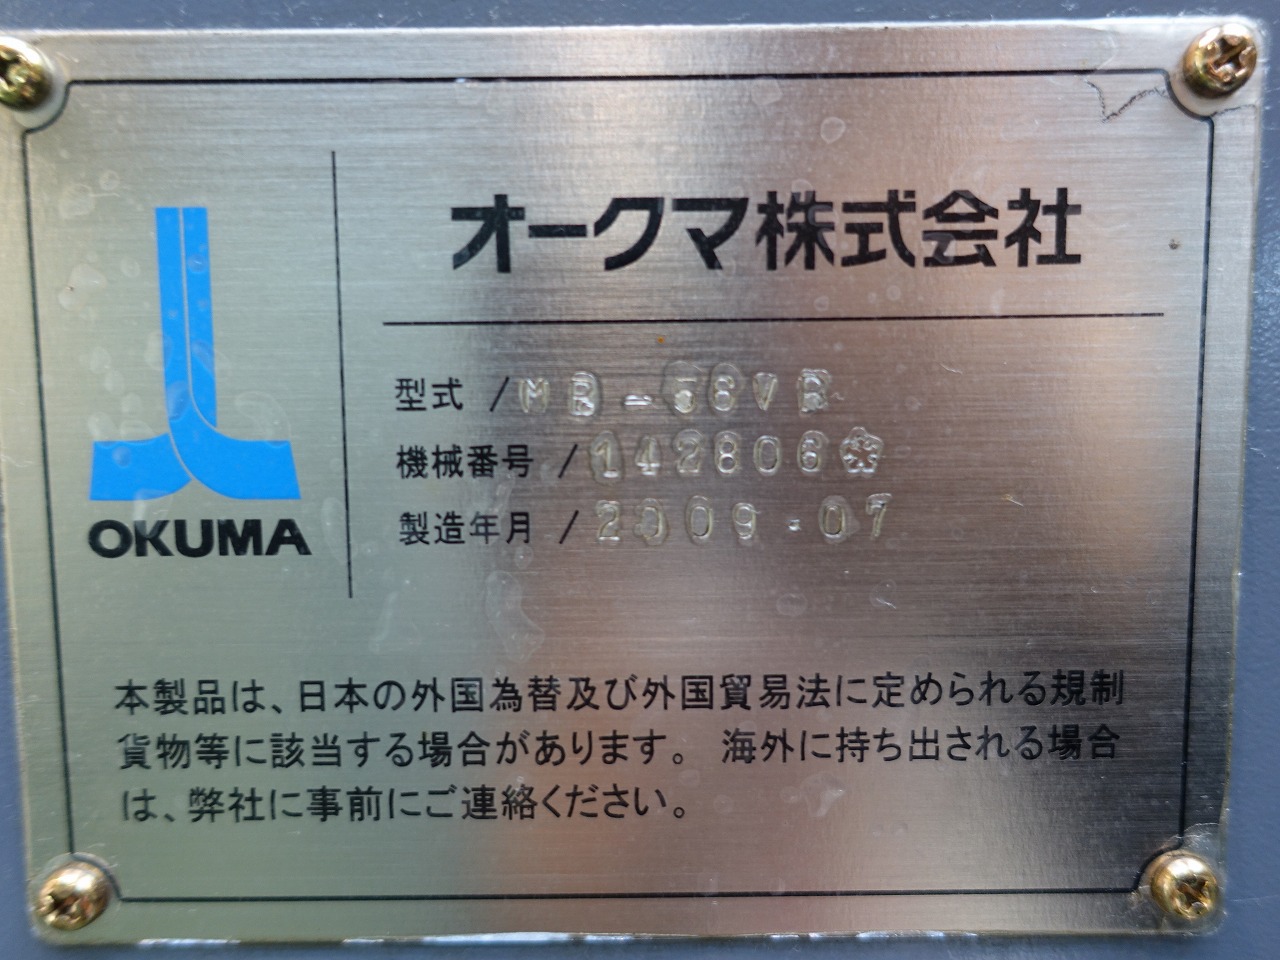 オークマ株式会社
OKUMA
型式 / MB-56VB
機械番号 / 142806*
製造年月 / 2009.07
本製品は、日本の外国為替及び外国貿易法に定められる規制
貨物等に該当する場合があります。 海外に持ち出される場合
は、弊社に事前にご連絡ください。